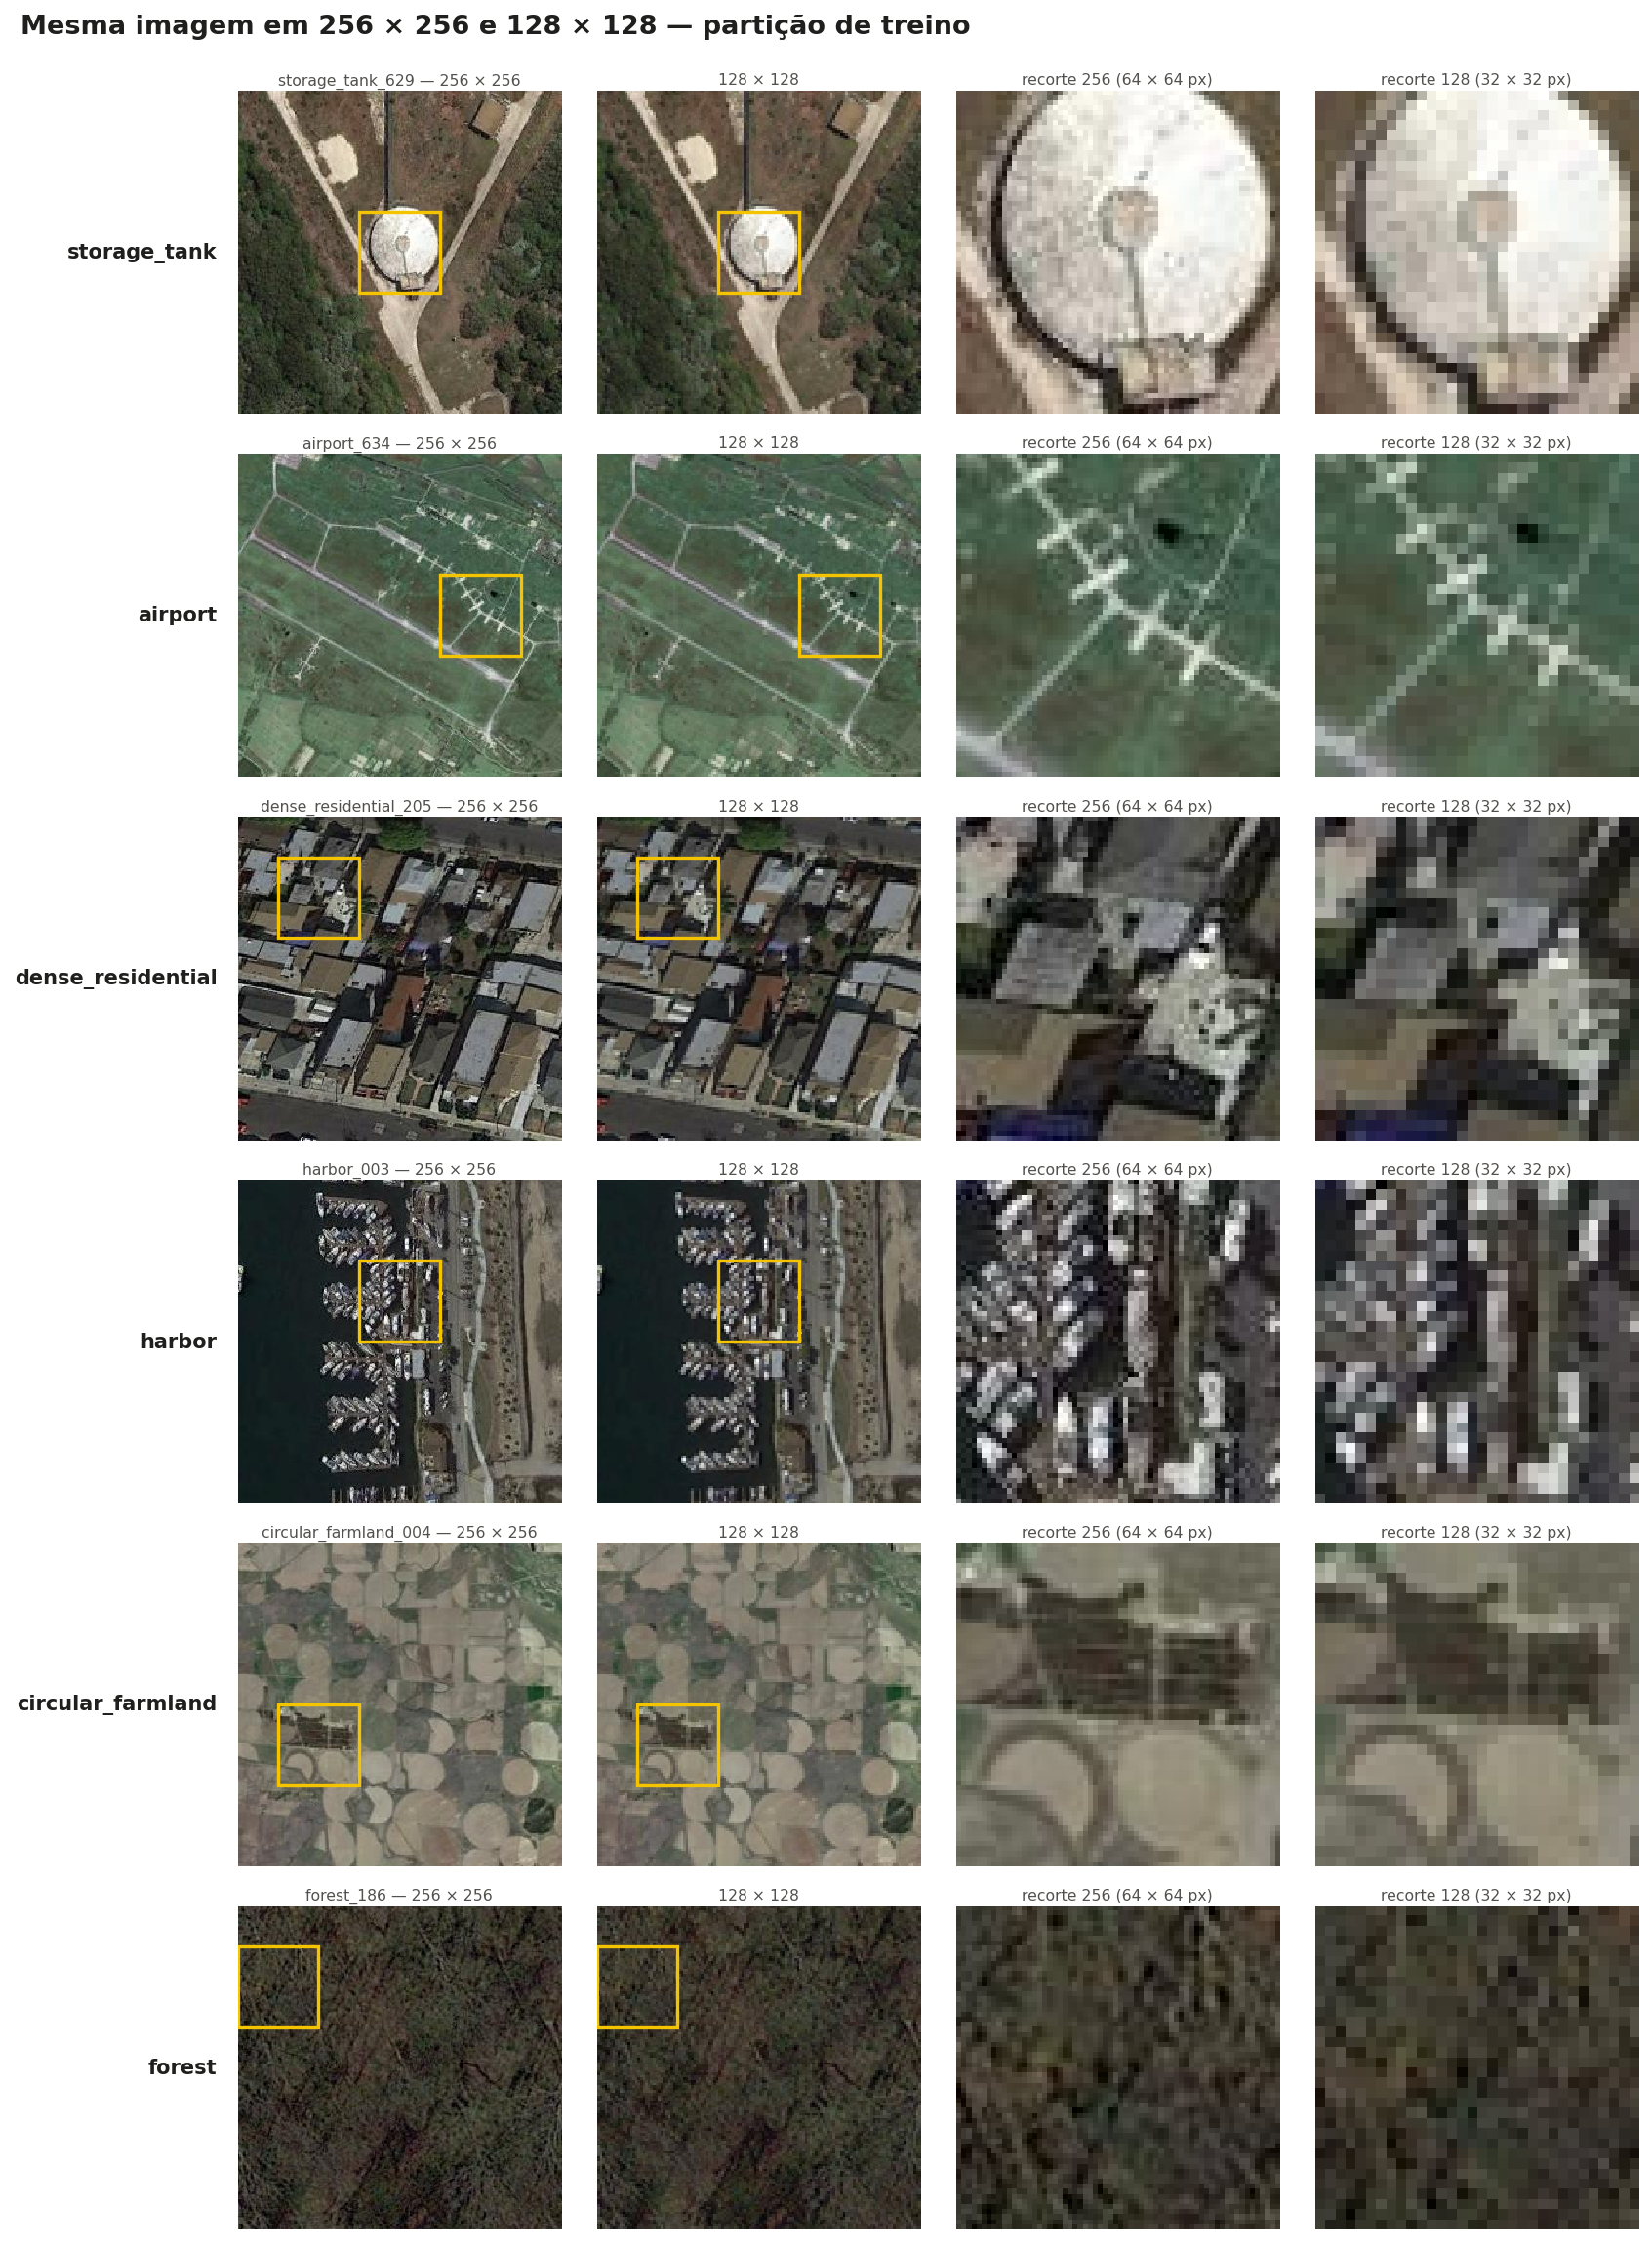 Mesma imagem em 256 × 256 e 128 × 128 — partição de treino
storage_tank_629 — 256 × 256
128 × 128
recorte 256 (64 × 64 px)
recorte 128 (32 × 32 px)
storage_tank
airport_634 — 256 × 256
128 × 128
recorte 256 (64 × 64 px)
recorte 128 (32 × 32 px)
airport
dense_residential_205 — 256 × 256
128 × 128
recorte 256 (64 × 64 px)
recorte 128 (32 × 32 px)
dense_residential
harbor_003 — 256 × 256
128 × 128
recorte 256 (64 × 64 px)
recorte 128 (32 × 32 px)
harbor
circular_farmland_004 — 256 × 256
128 × 128
recorte 256 (64 × 64 px)
recorte 128 (32 × 32 px)
circular_farmland
forest_186 — 256 × 256
128 × 128
recorte 256 (64 × 64 px)
recorte 128 (32 × 32 px)
forest